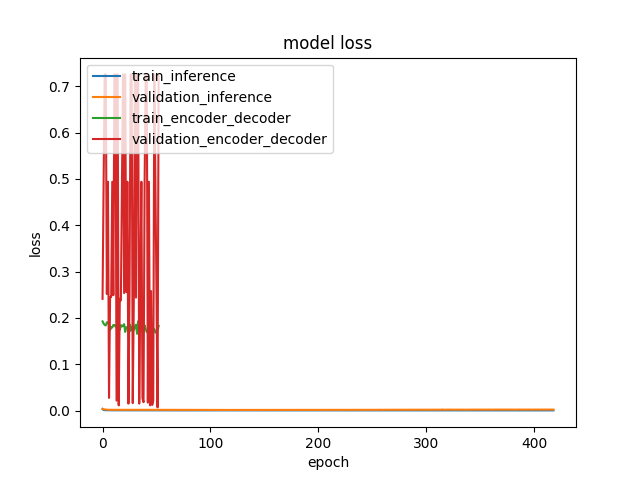 model loss
train_inference
validation_inference
train_encoder_decoder
validation_encoder_decoder
0.7
0.6
0.5
0.4
0.3
0.2
0.1
0.0
loss
0 100 200 300 400
epoch